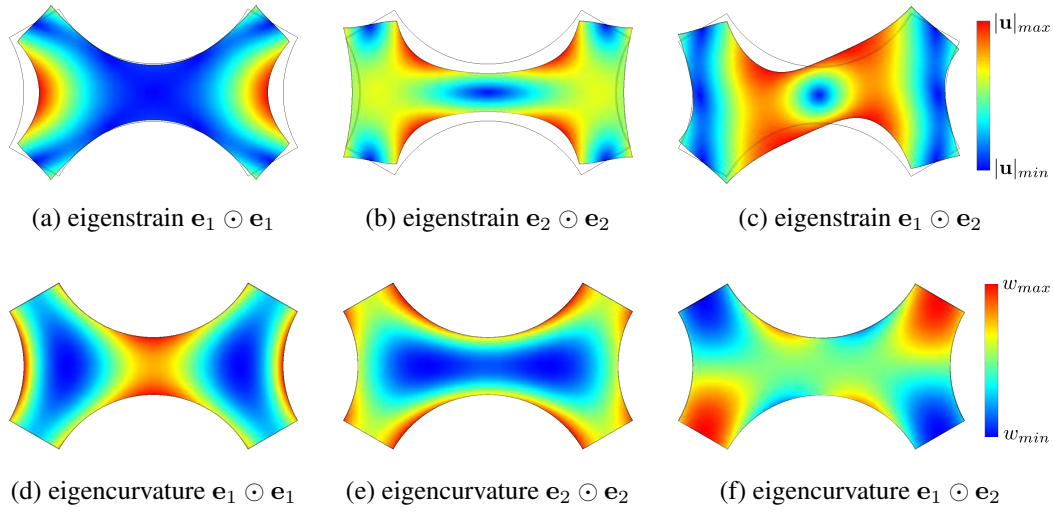 |𝐮|ₘₐₓ
|𝐮|ₘᵢₙ
(a) eigenstrain 𝐞₁ ⊙ 𝐞₁
(b) eigenstrain 𝐞₂ ⊙ 𝐞₂
(c) eigenstrain 𝐞₁ ⊙ 𝐞₂
wₘₐₓ
wₘᵢₙ
(d) eigencurvature 𝐞₁ ⊙ 𝐞₁
(e) eigencurvature 𝐞₂ ⊙ 𝐞₂
(f) eigencurvature 𝐞₁ ⊙ 𝐞₂